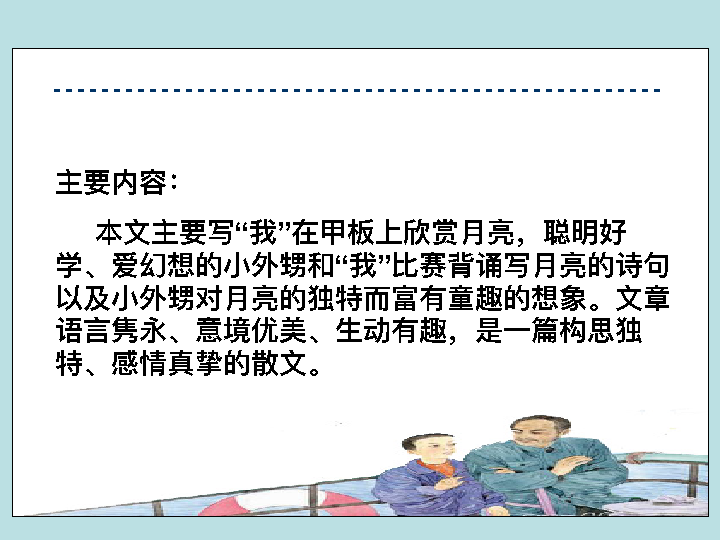 主要内容：
本文主要写“我”在甲板上欣赏月亮，聪明好
学、爱幻想的小外甥和“我”比赛背诵写月亮的诗句
以及小外甥对月亮的独特而富有童趣的想象。文章
语言隽永、意境优美、生动有趣，是一篇构思独
特、感情真挚的散文。